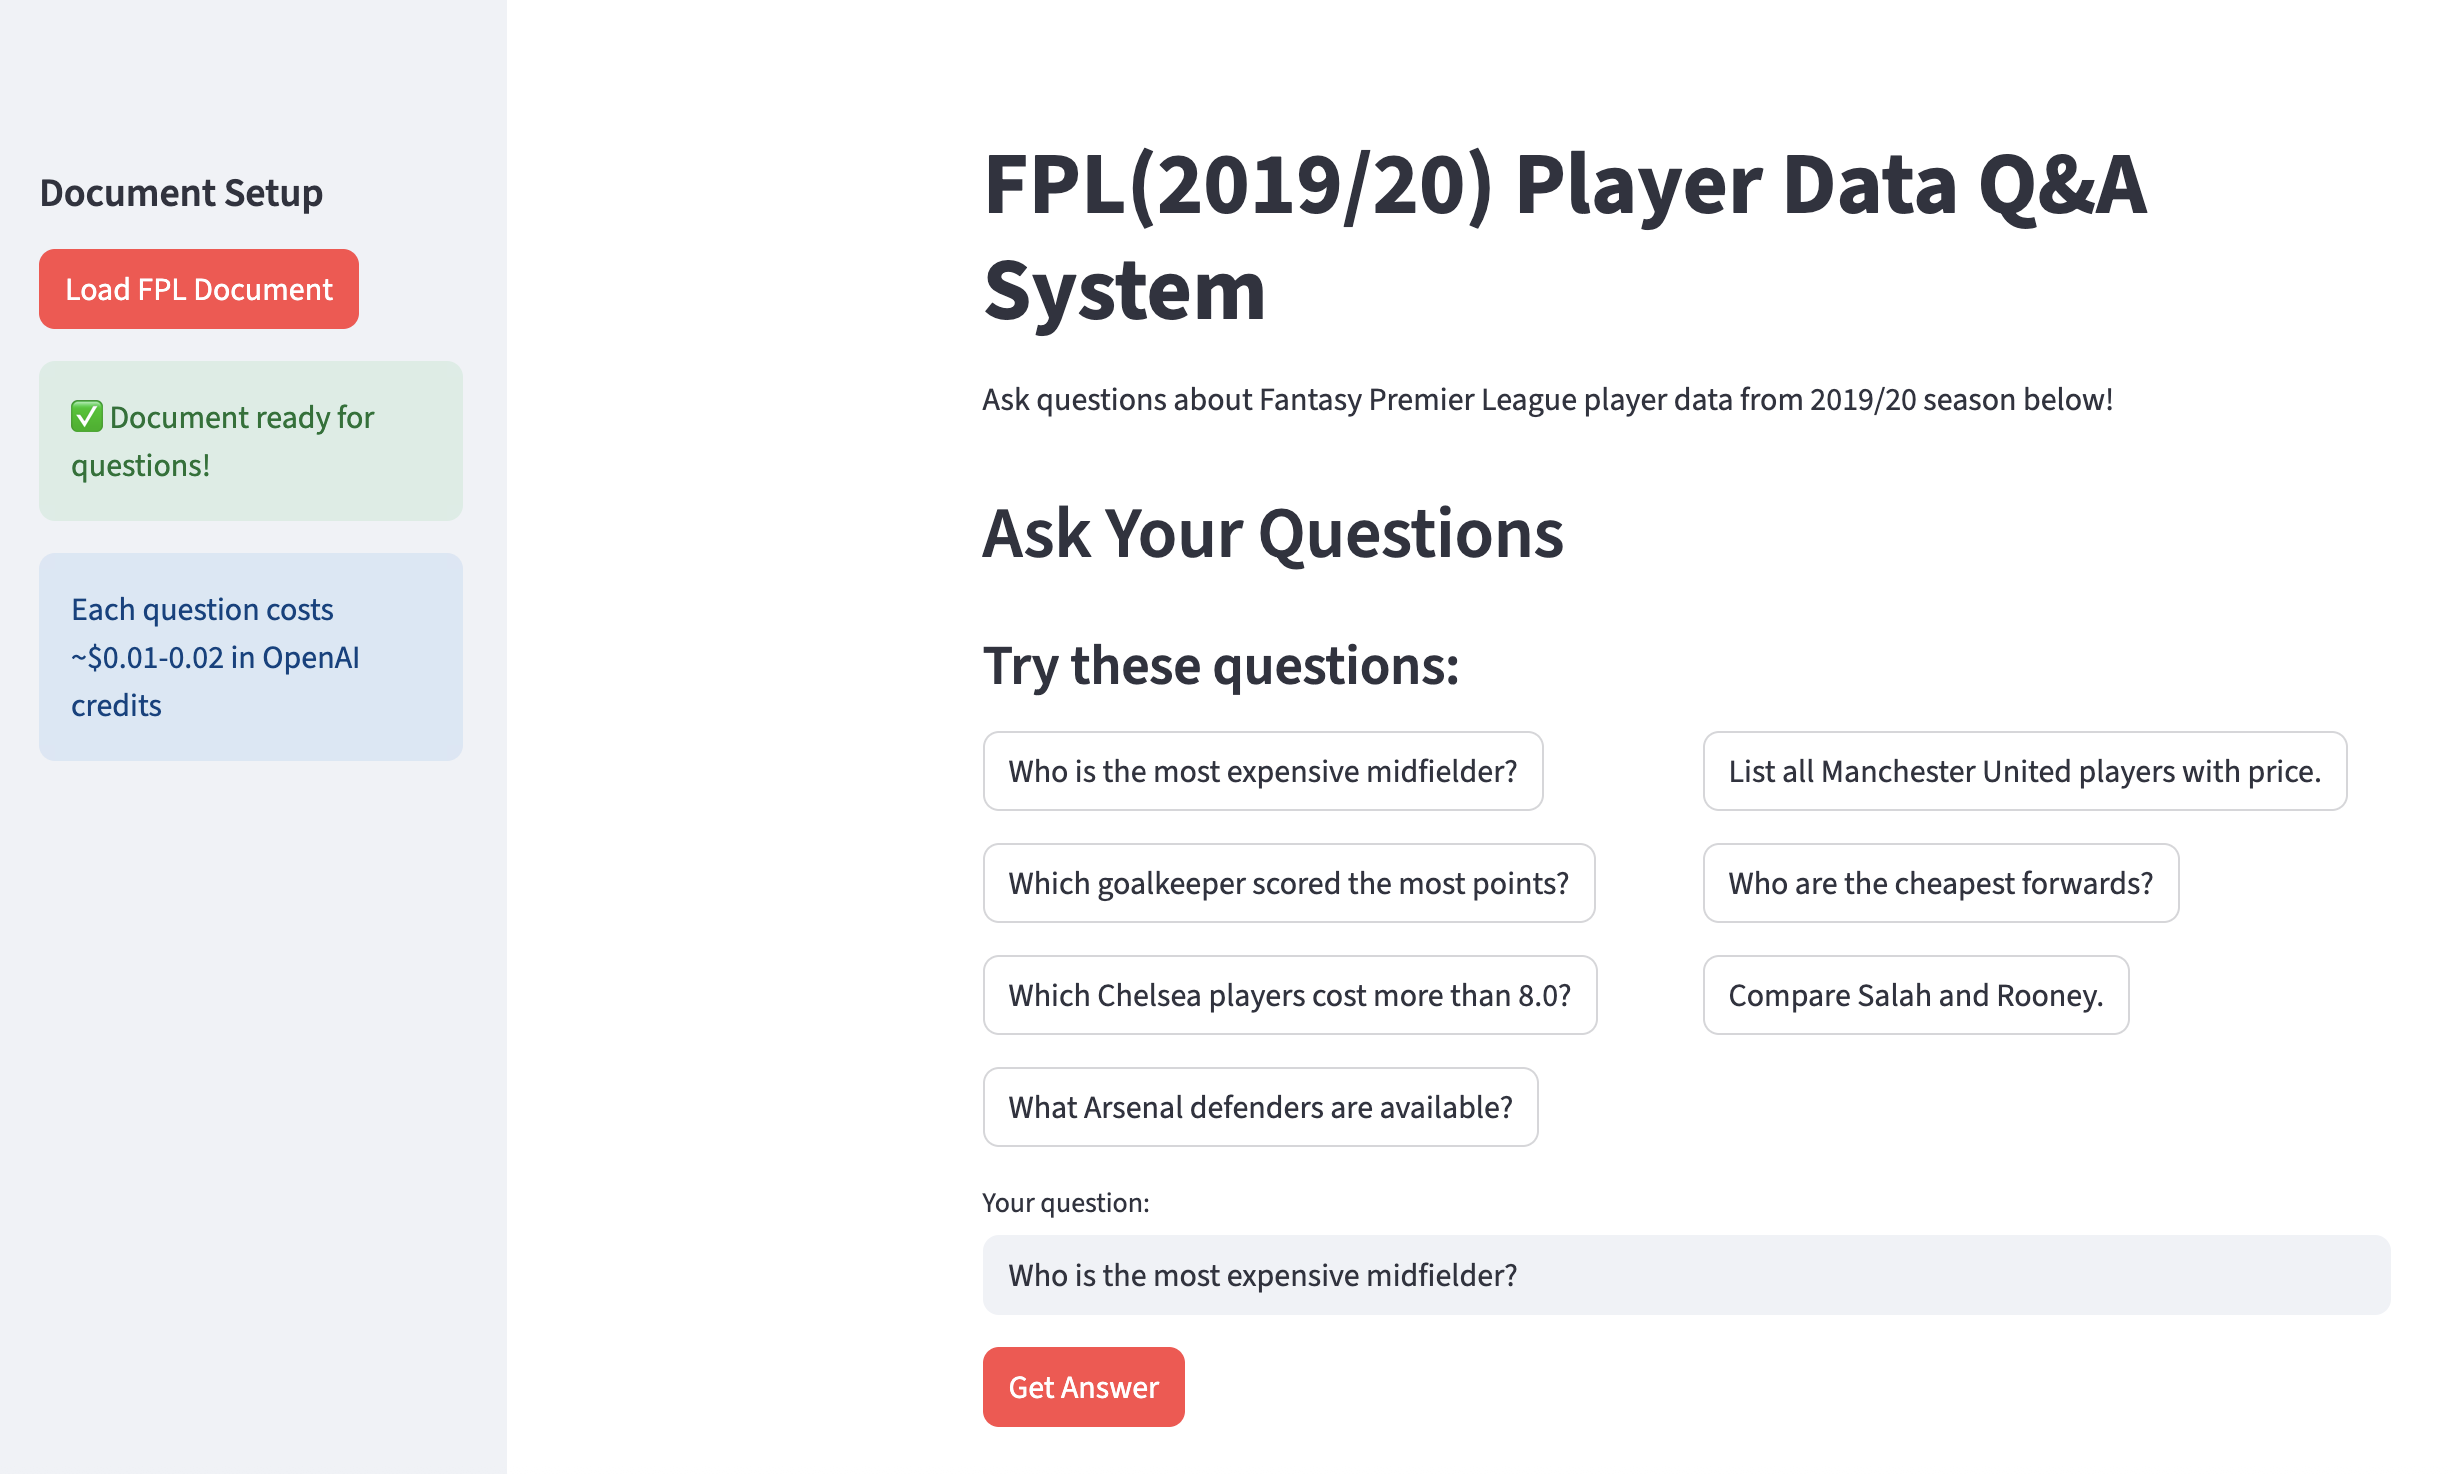 Document Setup
Load FPL Document
✅ Document ready for
questions!
Each question costs
~$0.01-0.02 in OpenAI
credits
FPL(2019/20) Player Data Q&A
System
Ask questions about Fantasy Premier League player data from 2019/20 season below!
Ask Your Questions
Try these questions:
Who is the most expensive midfielder?
List all Manchester United players with price.
Which goalkeeper scored the most points?
Who are the cheapest forwards?
Which Chelsea players cost more than 8.0?
Compare Salah and Rooney.
What Arsenal defenders are available?
Your question:
Who is the most expensive midfielder?
Get Answer